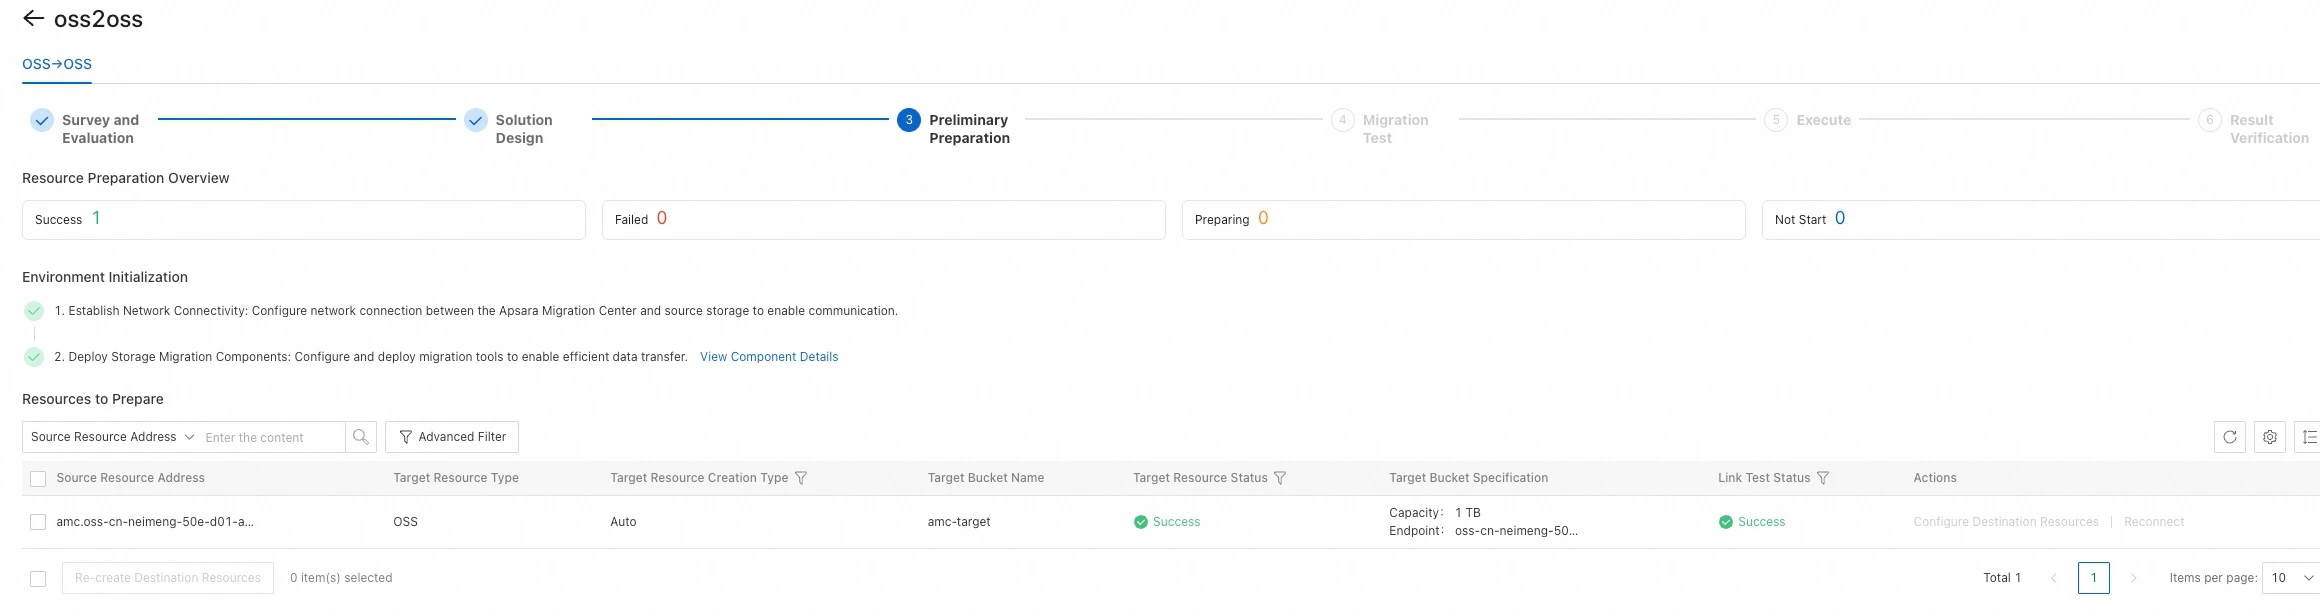 oss2oss
OSS→OSS
Survey and
Evaluation
Solution
Design
3
Preliminary
Preparation
4
Migration
Test
5
Execute
6
Result
Verification
Resource Preparation Overview
Success 1
Failed 0
Preparing 0
Not Start 0
Environment Initialization
1. Establish Network Connectivity: Configure network connection between the Apsara Migration Center and source storage to enable communication.
2. Deploy Storage Migration Components: Configure and deploy migration tools to enable efficient data transfer. View Component Details
Resources to Prepare
Source Resource Address Enter the content Advanced Filter
Source Resource Address Target Resource Type Target Resource Creation Type Target Bucket Name Target Resource Status Target Bucket Specification Link Test Status Actions
amc.oss-cn-neimeng-50e-d01-a... OSS Auto amc-target Success Capacity: 1 TB
Endpoint: oss-cn-neimeng-50... Success Configure Destination Resources | Reconnect
Re-create Destination Resources 0 item(s) selected Total 1 1 Items per page: 10